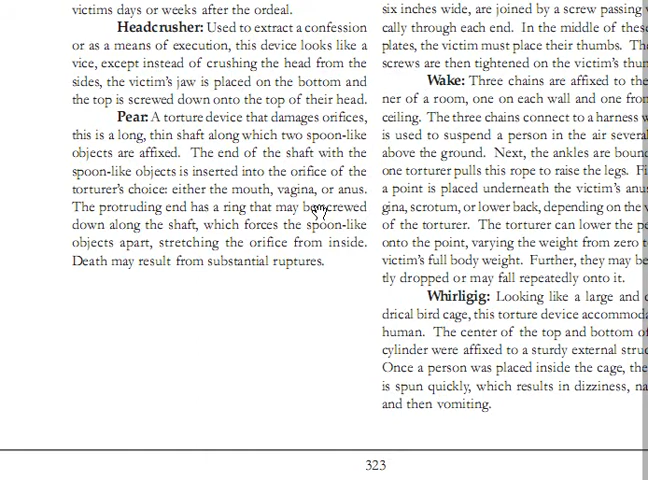 victims days or weeks after the ordeal.
Headcrusher: Used to extract a confession
or as a means of execution, this device looks like a
vice, except instead of crushing the head from the
sides, the victim's jaw is placed on the bottom and
the top is screwed down onto the top of their head.
Pear: A torture device that damages orifices,
this is a long, thin shaft along which two spoon-like
objects are affixed. The end of the shaft with the
spoon-like objects is inserted into the orifice of the
torturer's choice: either the mouth, vagina, or anus.
The protruding end has a ring that may be screwed
down along the shaft, which forces the spoon-like
objects apart, stretching the orifice from inside.
Death may result from substantial ruptures.
six inches wide, are joined by a screw passing
cally through each end. In the middle of these
plates, the victim must place their thumbs.
screws are then tightened on the victim's
Wake: Three chains are affixed to the
ner of a room, one on each wall and one
ceiling. The three chains connect to a harness
is used to suspend a person in the air
above the ground. Next, the ankles are
one torturer pulls this rope to raise the legs.
a point is placed underneath the victim's
gina, scrotum, or lower back, depending on the
of the torturer. The torturer can lower the
onto the point, varying the weight from zero
victim's full body weight. Further, they may be
tly dropped or may fall repeatedly onto it.
Whirligig: Looking like a large and
drical bird cage, this torture device
human. The center of the top and bottom
cylinder were affixed to a sturdy external
Once a person was placed inside the cage,
is spun quickly, which results in dizziness,
and then vomiting.
323